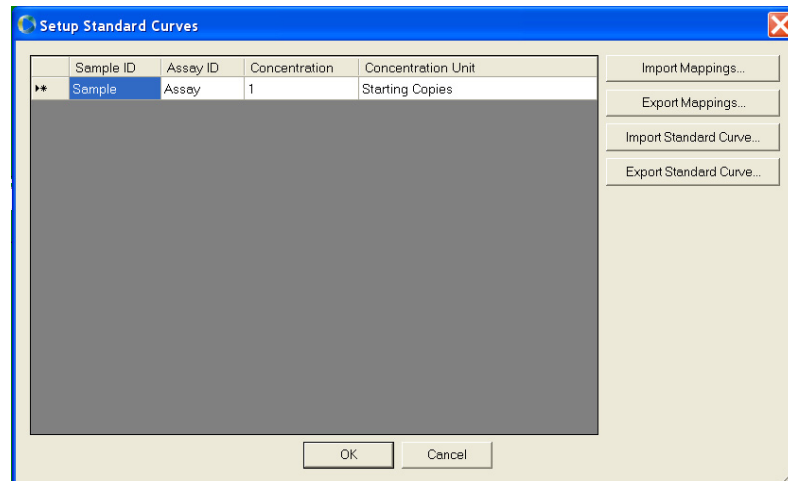 Setup Standard Curves
Sample ID Assay ID Concentration Concentration Unit
Sample Assay 1 Starting Copies
Import Mappings...
Export Mappings...
Import Standard Curve...
Export Standard Curve...
OK Cancel